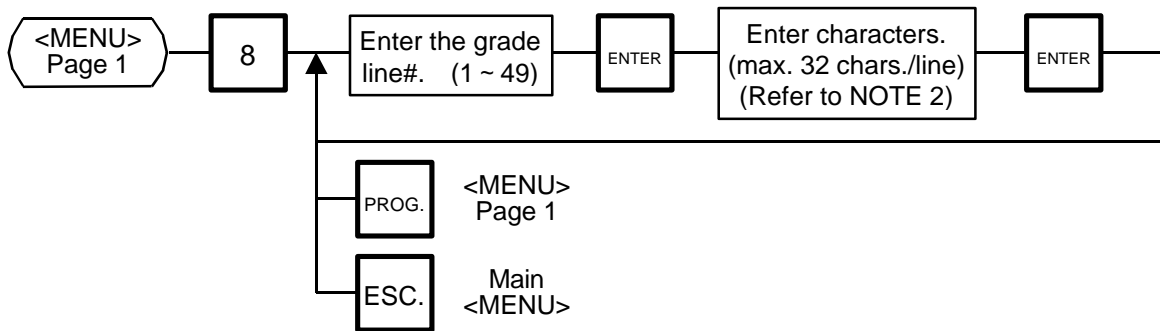 <MENU>
Page 1
8
Enter the grade
line#. (1 ~ 49)
ENTER
Enter characters.
(max. 32 chars./line)
(Refer to NOTE 2)
ENTER
PROG.
<MENU>
Page 1
ESC.
Main
<MENU>